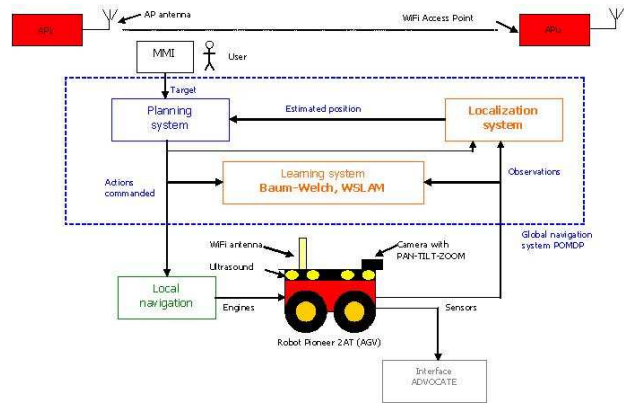 AP1
AP antenna
WiFi Access Point
APn
MMI
User
Target
Planning
system
Estimated position
Localization
system
Learning system
Baum-Welch, WSLAM
Actions
commanded
Observations
Global navigation
system POMDP
WiFi antenna
Camera with
PAN-TILT-ZOOM
Ultrasound
Local
navigation
Engines
Sensors
Robot Pioneer 2AT (AGV)
Interface
ADVOCATE